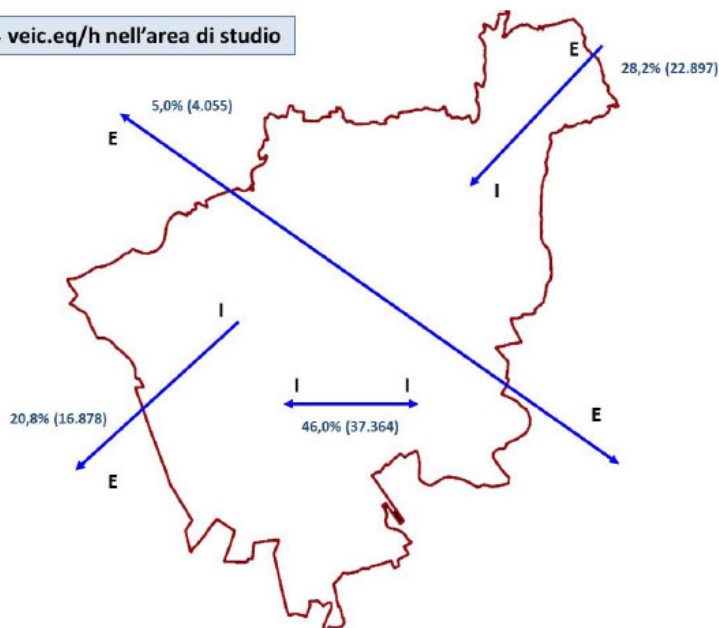 veic.eq/h nell'area di studio
E
28,2% (22.897)
5,0% (4.055)
E
I
I
I
I
46,0% (37.364)
20,8% (16.878)
E
E